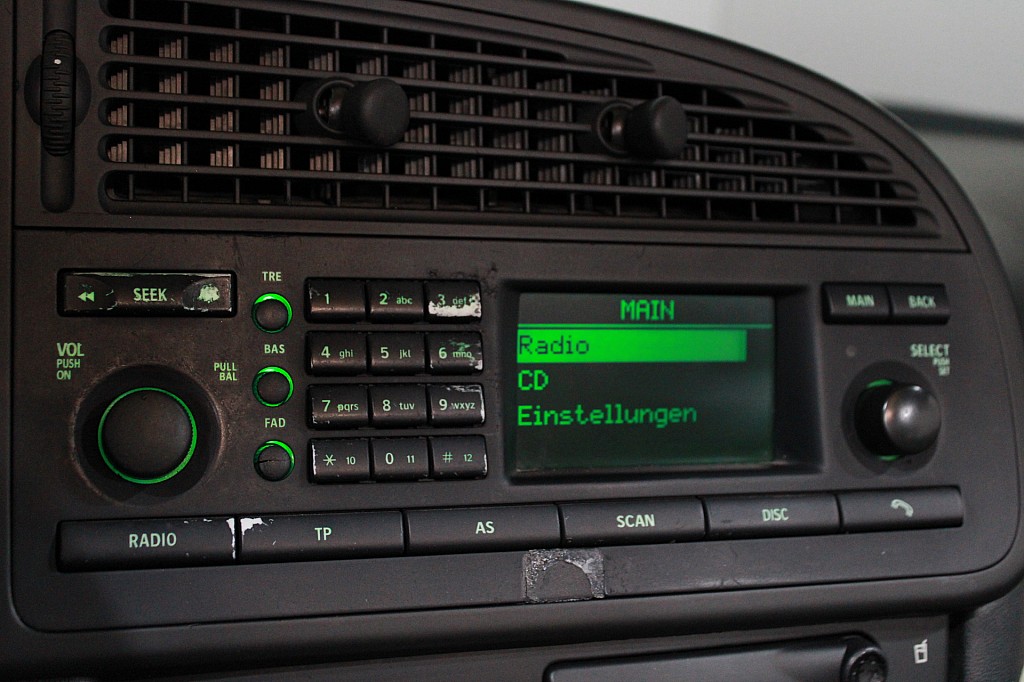 TRE
SEEK
1
2 abc
3 def
MAIN
MAIN
BACK
Radio
VOL
PUSH
ON
BAS
PULL
BAL
4 ghi
5 jkl
6 mno
SELECT
PUSH
SET
CD
7 pqrs
8 tuv
9 wxyz
Einstellungen
FAD
* 10
0 11
# 12
RADIO
TP
AS
SCAN
DISC